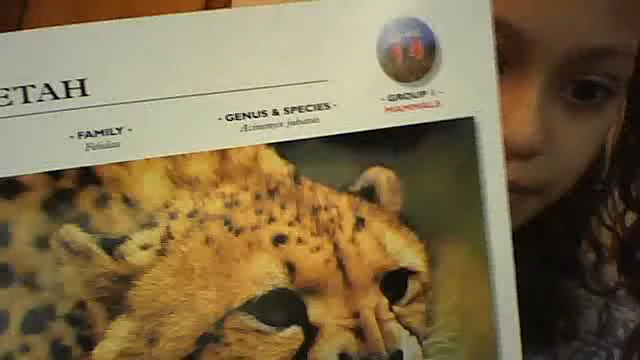 ETAH
FAMILY
Felidae
GENUS & SPECIES
Acinonyx jubatus
GROUP 1
MAMMALS